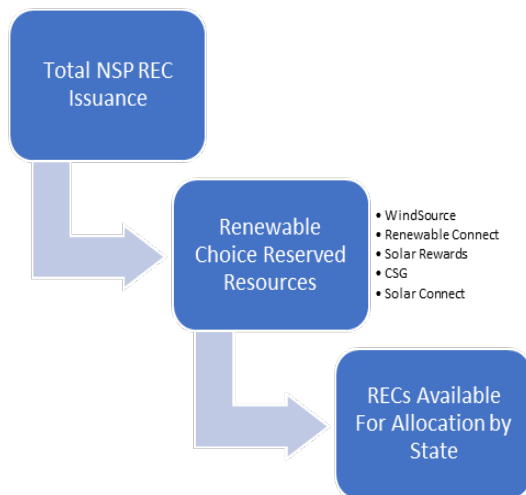 Total NSP REC
Issuance
Renewable
Choice Reserved
Resources
• WindSource
• Renewable Connect
• Solar Rewards
• CSG
• Solar Connect
RECs Available
For Allocation by
State